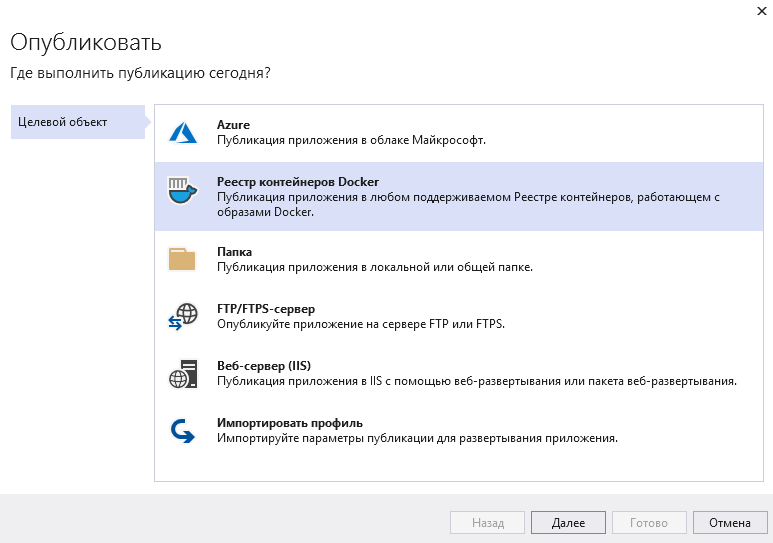 Опубликовать
Где выполнить публикацию сегодня?
Целевой объект
Azure
Публикация приложения в облаке Майкрософт.
Реестр контейнеров Docker
Публикация приложения в любом поддерживаемом Реестре контейнеров, работающем с
образами Docker.
Папка
Публикация приложения в локальной или общей папке.
FTP/FTPS-сервер
Опубликуйте приложение на сервере FTP или FTPS.
Веб-сервер (IIS)
Публикация приложения в IIS с помощью веб-развертывания или пакета веб-развертывания.
Импортировать профиль
Импортируйте параметры публикации для развертывания приложения.
Назад
Далее
Готово
Отмена